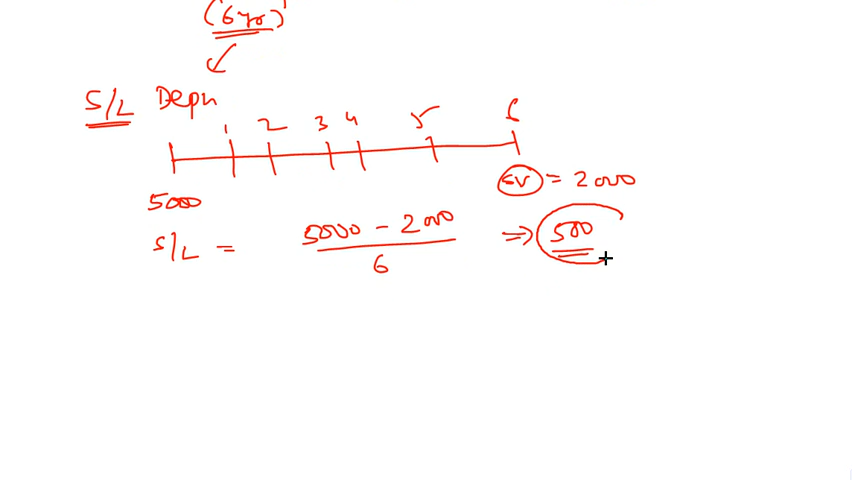 (6yr)
S/L Depn
1 2 3 4 5 6
5000
SV = 2000
S/L = 5000 - 2000 / 6 ⇒ 500